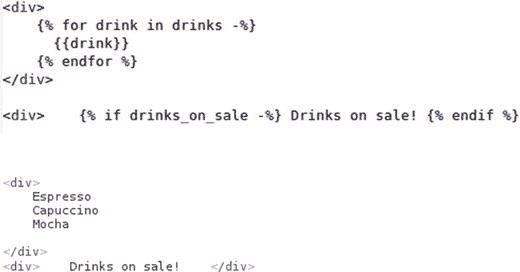 <div>
    {% for drink in drinks -%}
      {{drink}}
    {% endfor %}
</div>
<div>    {% if drinks_on_sale -%} Drinks on sale! {% endif %}
<div>
    Espresso
    Capuccino
    Mocha
</div>
<div>    Drinks on sale!    </div>